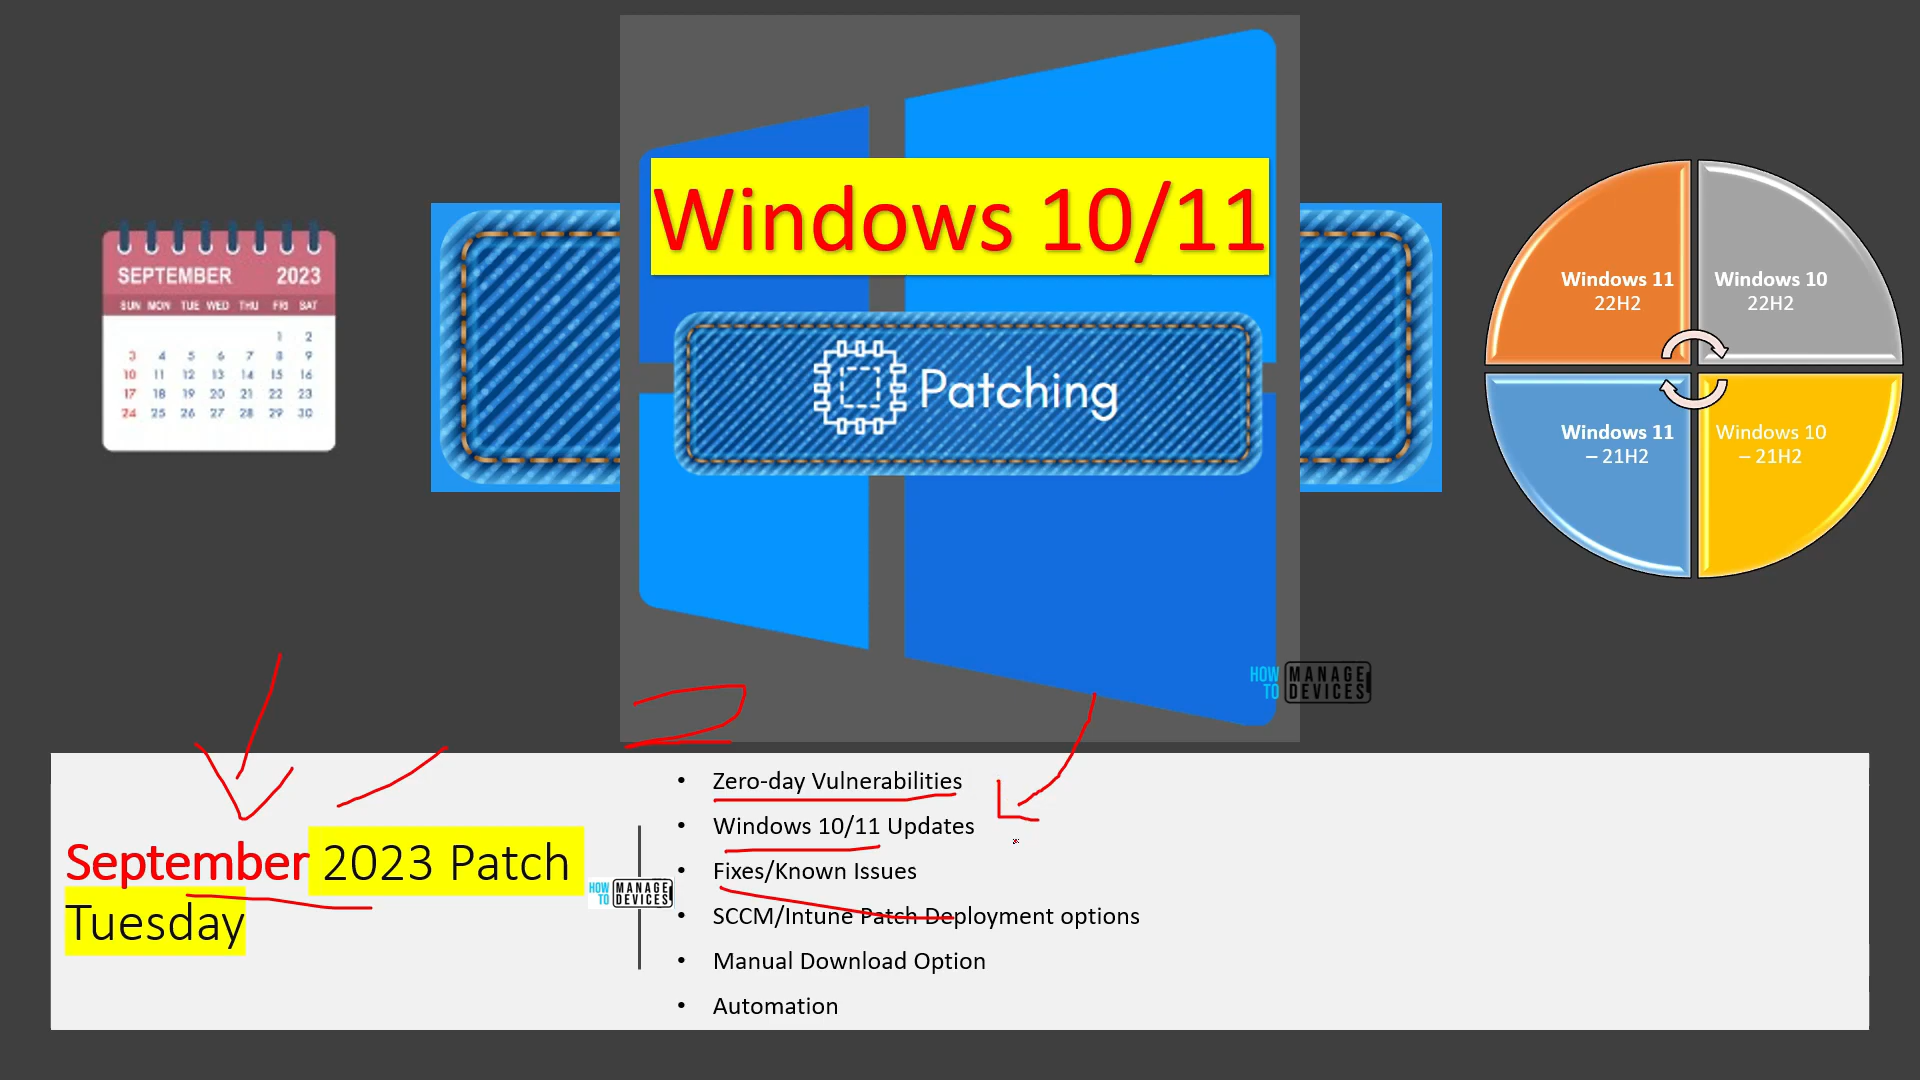 Windows 10/11
Patching
SEPTEMBER 2023
SUN MON TUE WED THU FRI SAT
1 2
3 4 5 6 7 8 9
10 11 12 13 14 15 16
17 18 19 20 21 22 23
24 25 26 27 28 29 30
Windows 11
22H2
Windows 10
22H2
Windows 11
– 21H2
Windows 10
– 21H2
HOW TO MANAGE DEVICES
September 2023 Patch
Tuesday
HOW TO MANAGE DEVICES
• Zero-day Vulnerabilities
• Windows 10/11 Updates
• Fixes/Known Issues
• SCCM/Intune Patch Deployment options
• Manual Download Option
• Automation